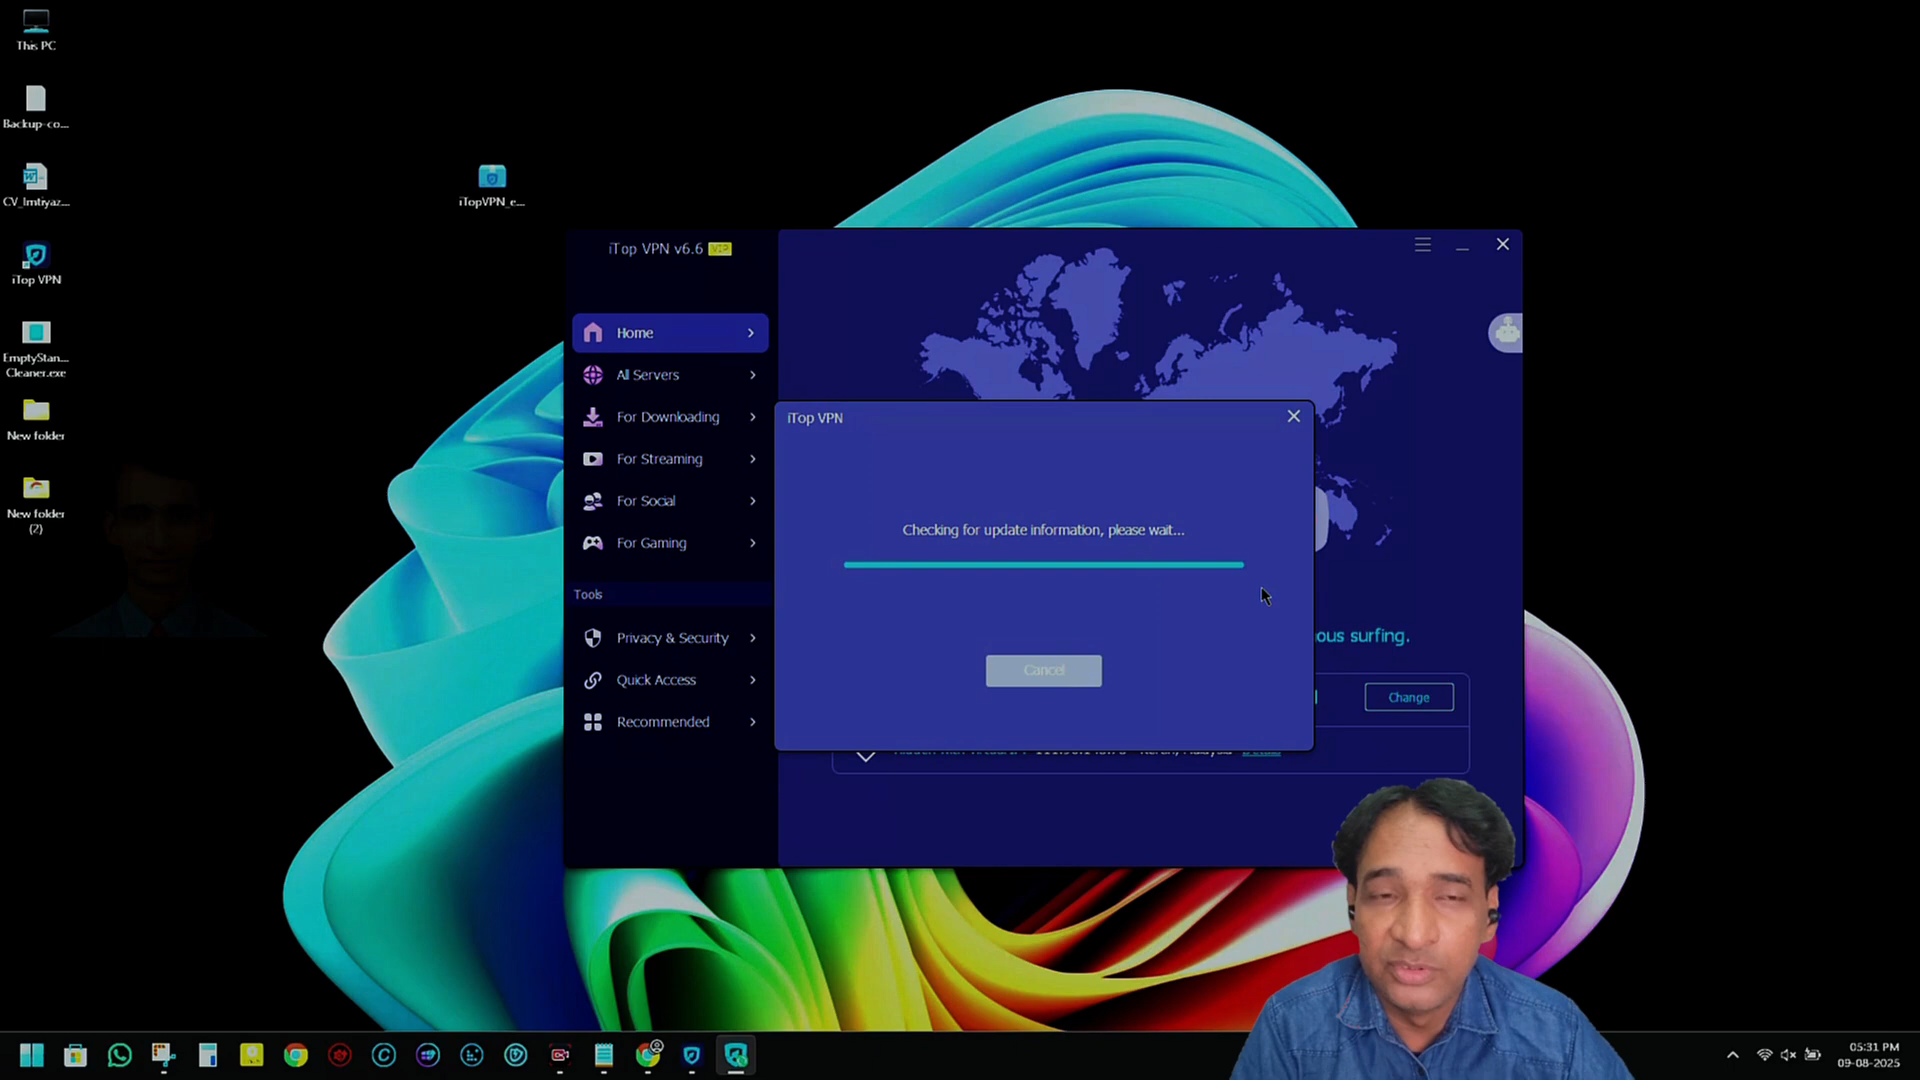 This PC
Backup-co...
CV_Imtiyaz...
iTop VPN
EmptyStan...
Cleaner.exe
New folder
New folder
(2)
iTopVPN_e...
iTop VPN v6.6 VIP
Home
All Servers
For Downloading
For Streaming
For Social
For Gaming
Tools
Privacy & Security
Quick Access
Recommended
iTop VPN
Checking for update information, please wait...
Cancel
ous surfing.
Change
Malaysia
05:31 PM
09-08-2025